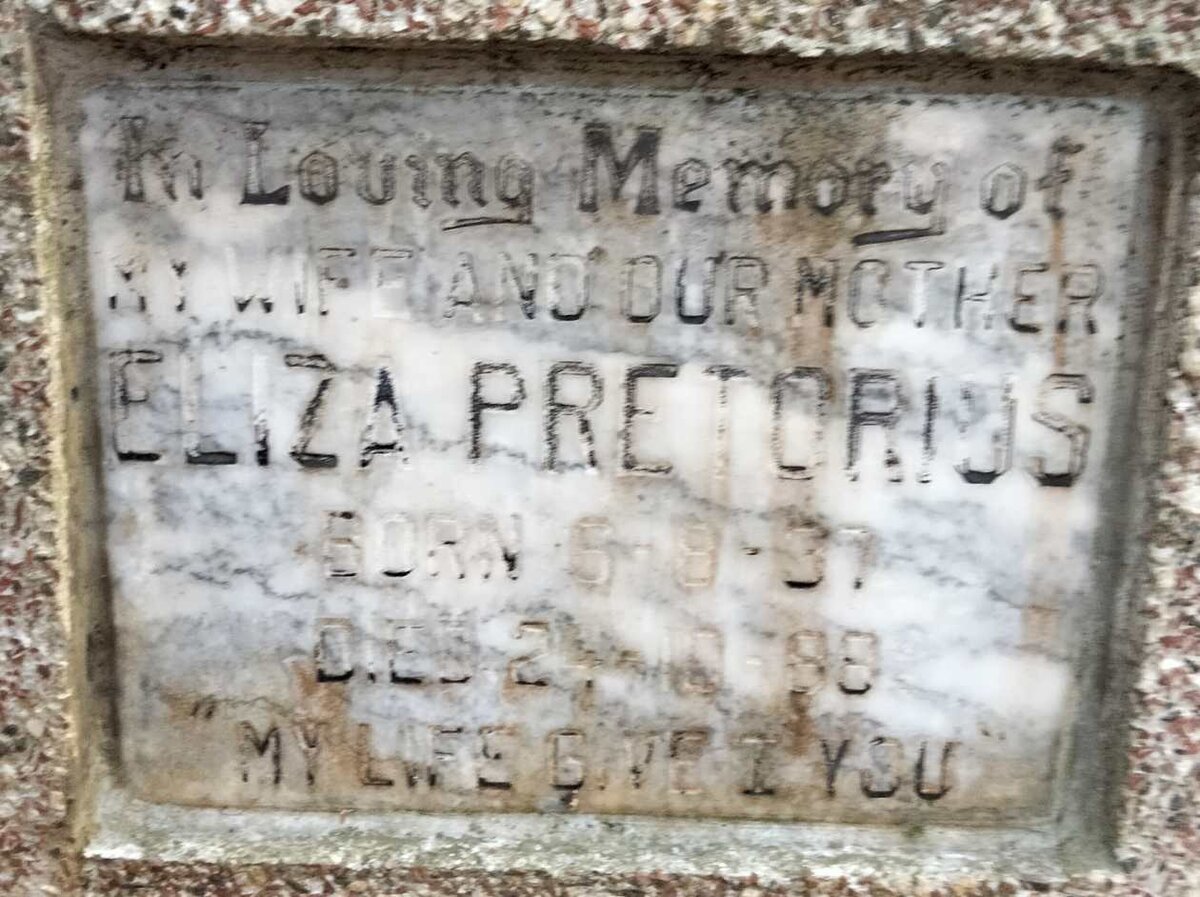 In Loving Memory of
MY WIFE AND OUR MOTHER
ELIZA PRETORIUS
BORN 6-8-37
DIED 24-10-88
"MY LIFE GIVE I YOU"